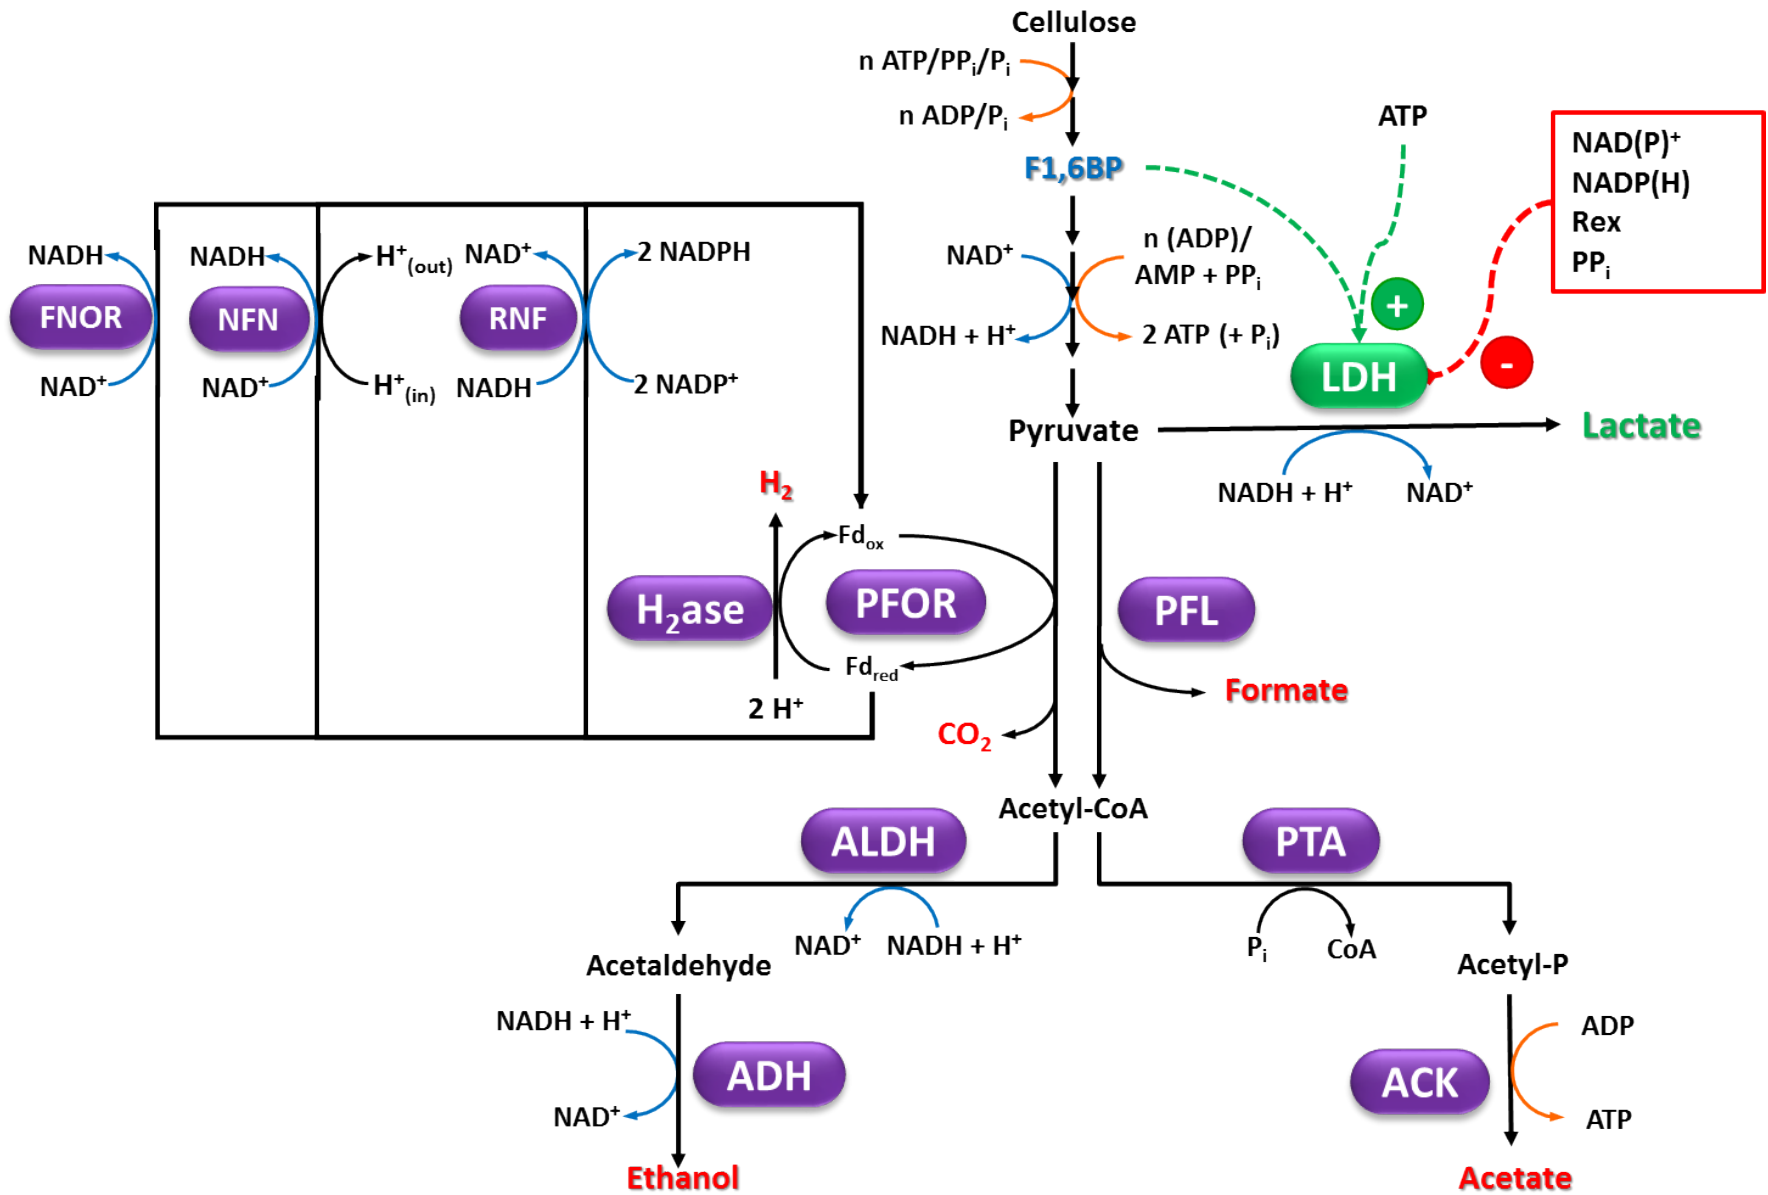 Cellulose
n ATP/PPi/Pi
n ADP/Pi
F1,6BP
ATP
NAD(P)+
NADP(H)
Rex
PPi
NADH
NAD+
FNOR
NADH
NAD+
NFN
H+(out)
H+(in)
NAD+
NADH
RNF
2 NADPH
2 NADP+
NAD+
NADH + H+
n (ADP)/
AMP + PPi
2 ATP (+ Pi)
+
-
LDH
Pyruvate
Lactate
NADH + H+
NAD+
H2
Fdox
H2ase
PFOR
PFL
Fdred
2 H+
Formate
CO2
Acetyl-CoA
ALDH
PTA
NAD+
NADH + H+
Pi
CoA
Acetaldehyde
Acetyl-P
NADH + H+
ADH
NAD+
ADP
ACK
ATP
Ethanol
Acetate